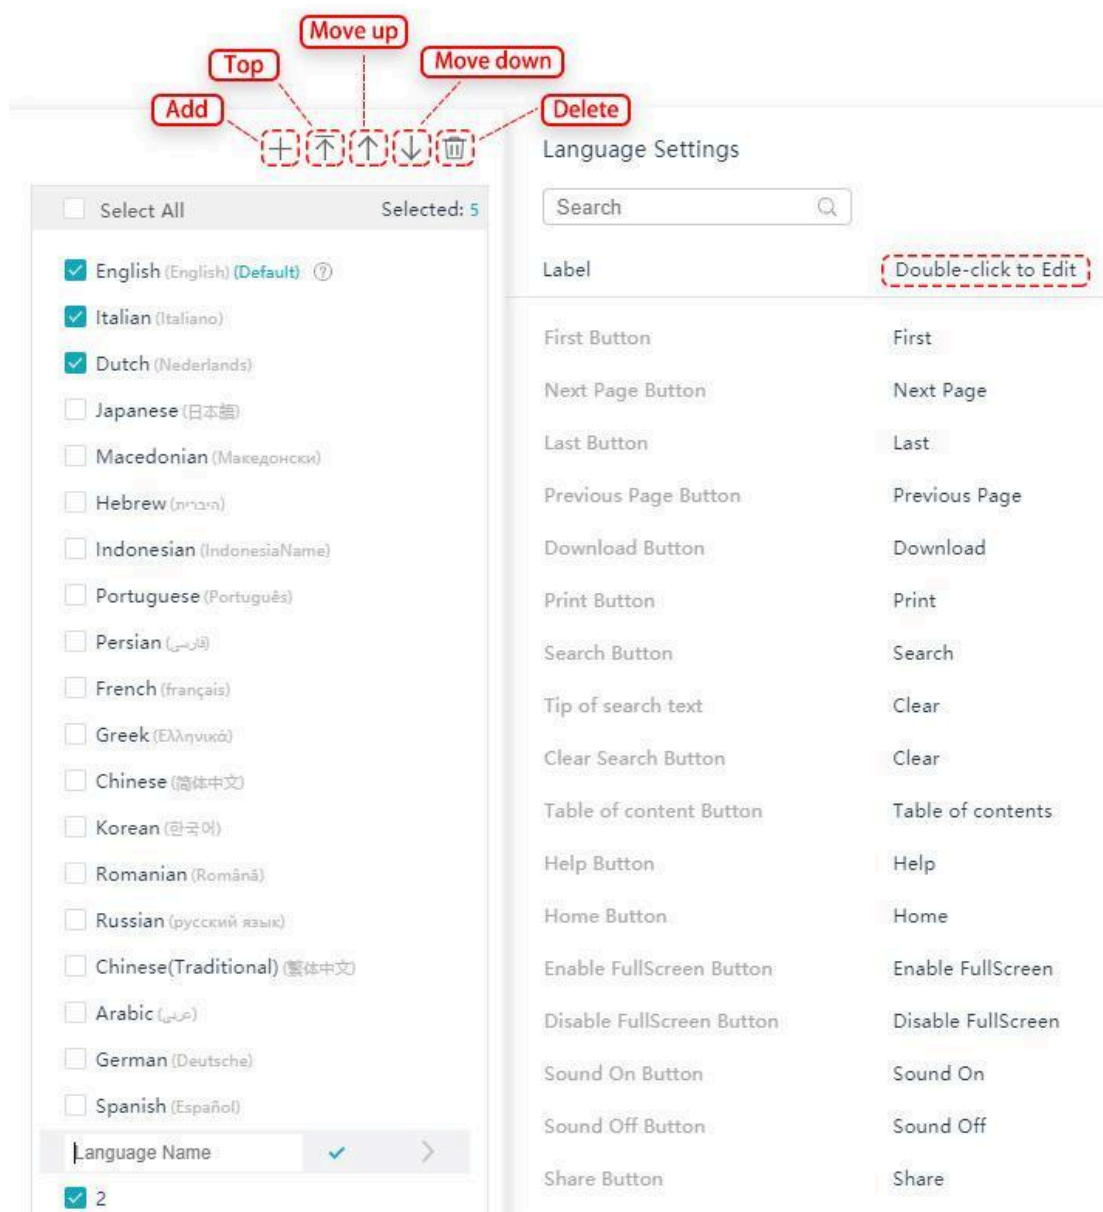 Move up
Top
Move down
Add
Delete
Language Settings
Select All
Selected: 5
Search
English (English) (Default) ?
Label
Double-click to Edit
Italian (Italiano)
Dutch (Nederlands)
Japanese (日本語)
Macedonian (Македонски)
Hebrew (היברית)
Indonesian (IndonesiaName)
Portuguese (Português)
Persian (فارسی)
French (français)
Greek (Ελληνικά)
Chinese (简体中文)
Korean (한국어)
Romanian (Română)
Russian (русский язык)
Chinese(Traditional) (繁体中文)
Arabic (عربي)
German (Deutsche)
Spanish (Español)
Language Name
2
First Button First
Next Page Button Next Page
Last Button Last
Previous Page Button Previous Page
Download Button Download
Print Button Print
Search Button Search
Tip of search text Clear
Clear Search Button Clear
Table of content Button Table of contents
Help Button Help
Home Button Home
Enable FullScreen Button Enable FullScreen
Disable FullScreen Button Disable FullScreen
Sound On Button Sound On
Sound Off Button Sound Off
Share Button Share